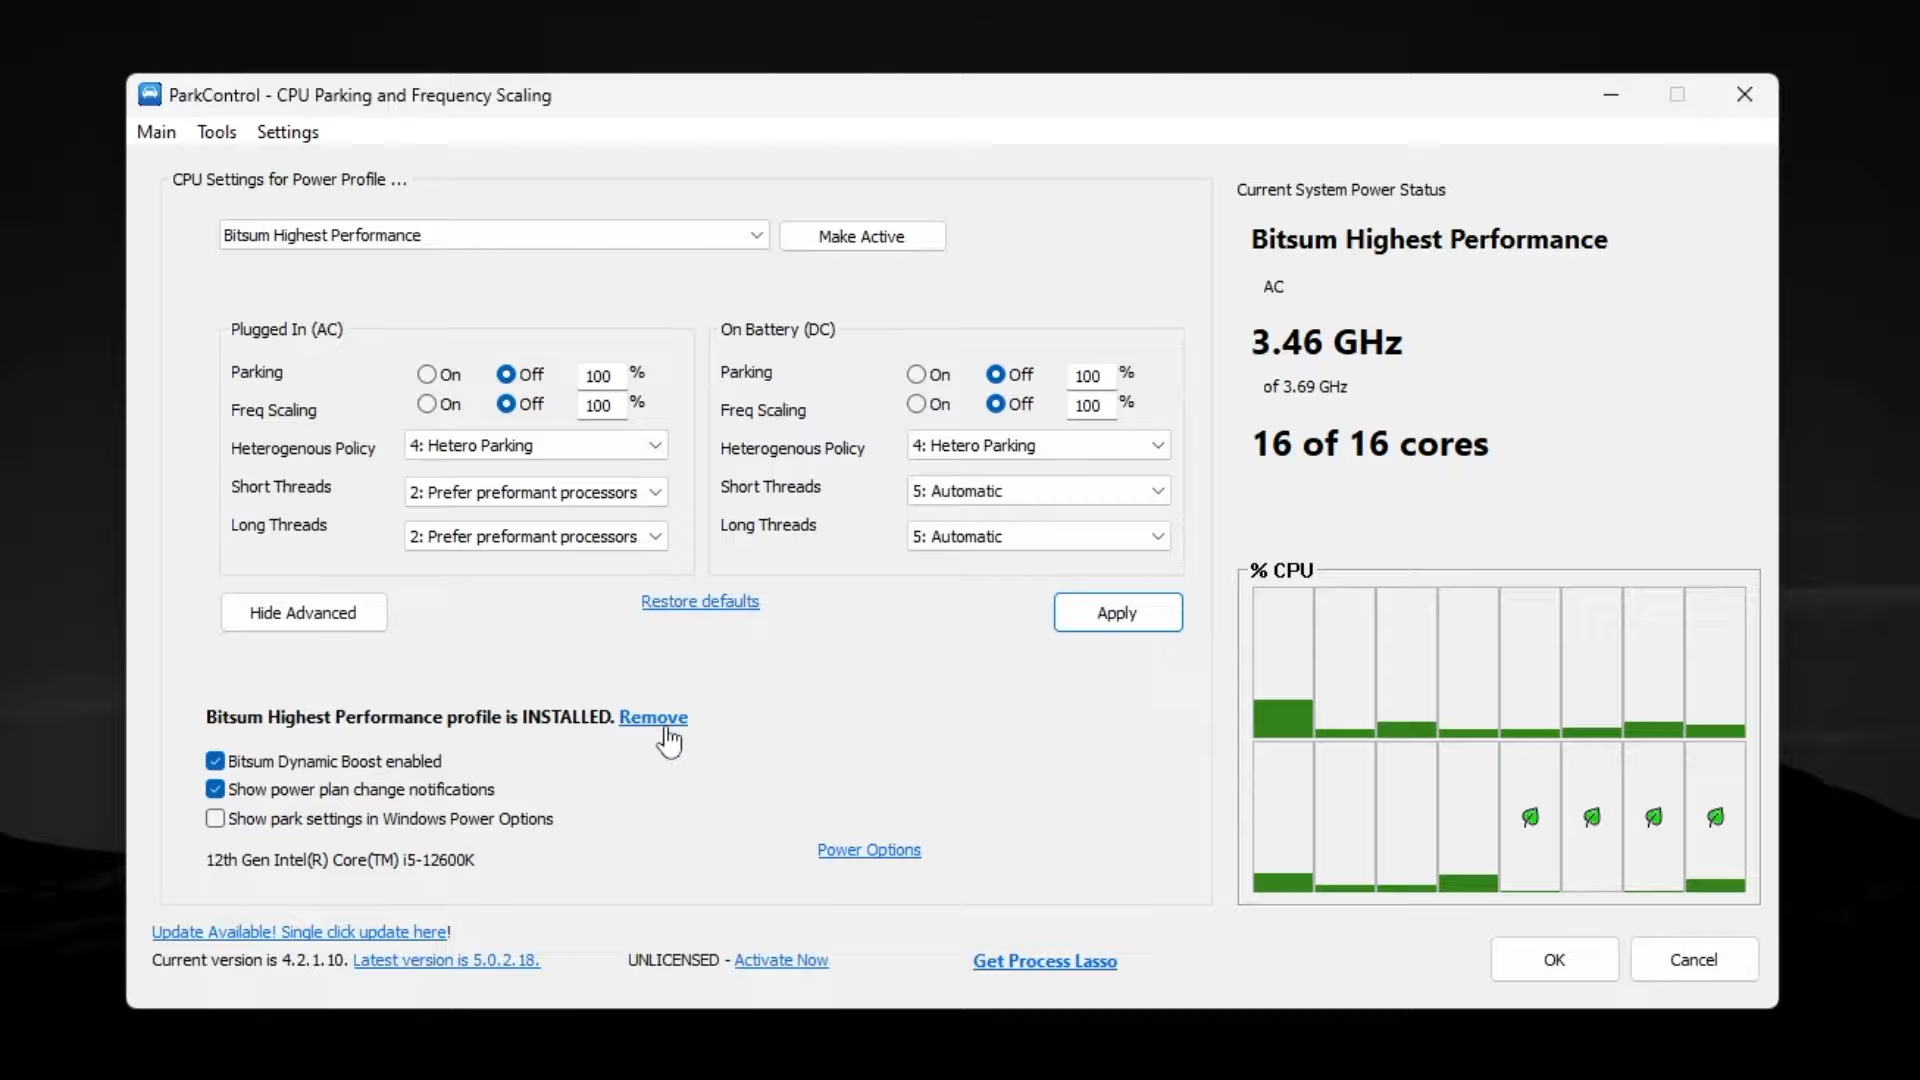 ParkControl - CPU Parking and Frequency Scaling
Main Tools Settings
CPU Settings for Power Profile ...
Bitsum Highest Performance
Make Active
Plugged In (AC)
Parking On Off 100 %
Freq Scaling On Off 100 %
Heterogenous Policy 4: Hetero Parking
Short Threads 2: Prefer preformant processors
Long Threads 2: Prefer preformant processors
On Battery (DC)
Parking On Off 100 %
Freq Scaling On Off 100 %
Heterogenous Policy 4: Hetero Parking
Short Threads 5: Automatic
Long Threads 5: Automatic
Hide Advanced
Restore defaults
Apply
Bitsum Highest Performance profile is INSTALLED. Remove
Bitsum Dynamic Boost enabled
Show power plan change notifications
Show park settings in Windows Power Options
12th Gen Intel(R) Core(TM) i5-12600K
Power Options
Current System Power Status
Bitsum Highest Performance
AC
3.46 GHz
of 3.69 GHz
16 of 16 cores
% CPU
Update Available! Single click update here!
Current version is 4.2.1.10. Latest version is 5.0.2.18.
UNLICENSED - Activate Now
Get Process Lasso
OK
Cancel